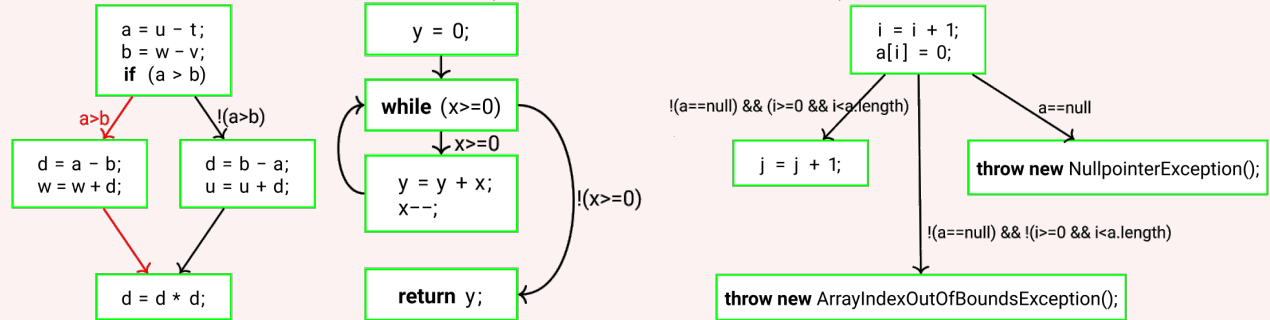 a = u - t;
b = w - v;
if (a > b)
a>b
!(a>b)
d = a - b;
w = w + d;
d = b - a;
u = u + d;
d = d * d;
y = 0;
while (x>=0)
x>=0
y = y + x;
x--;
!(x>=0)
return y;
i = i + 1;
a[i] = 0;
!(a==null) && (i>=0 && i<a.length)
a==null
j = j + 1;
throw new NullpointerException();
!(a==null) && !(i>=0 && i<a.length)
throw new ArrayIndexOutOfBoundsException();